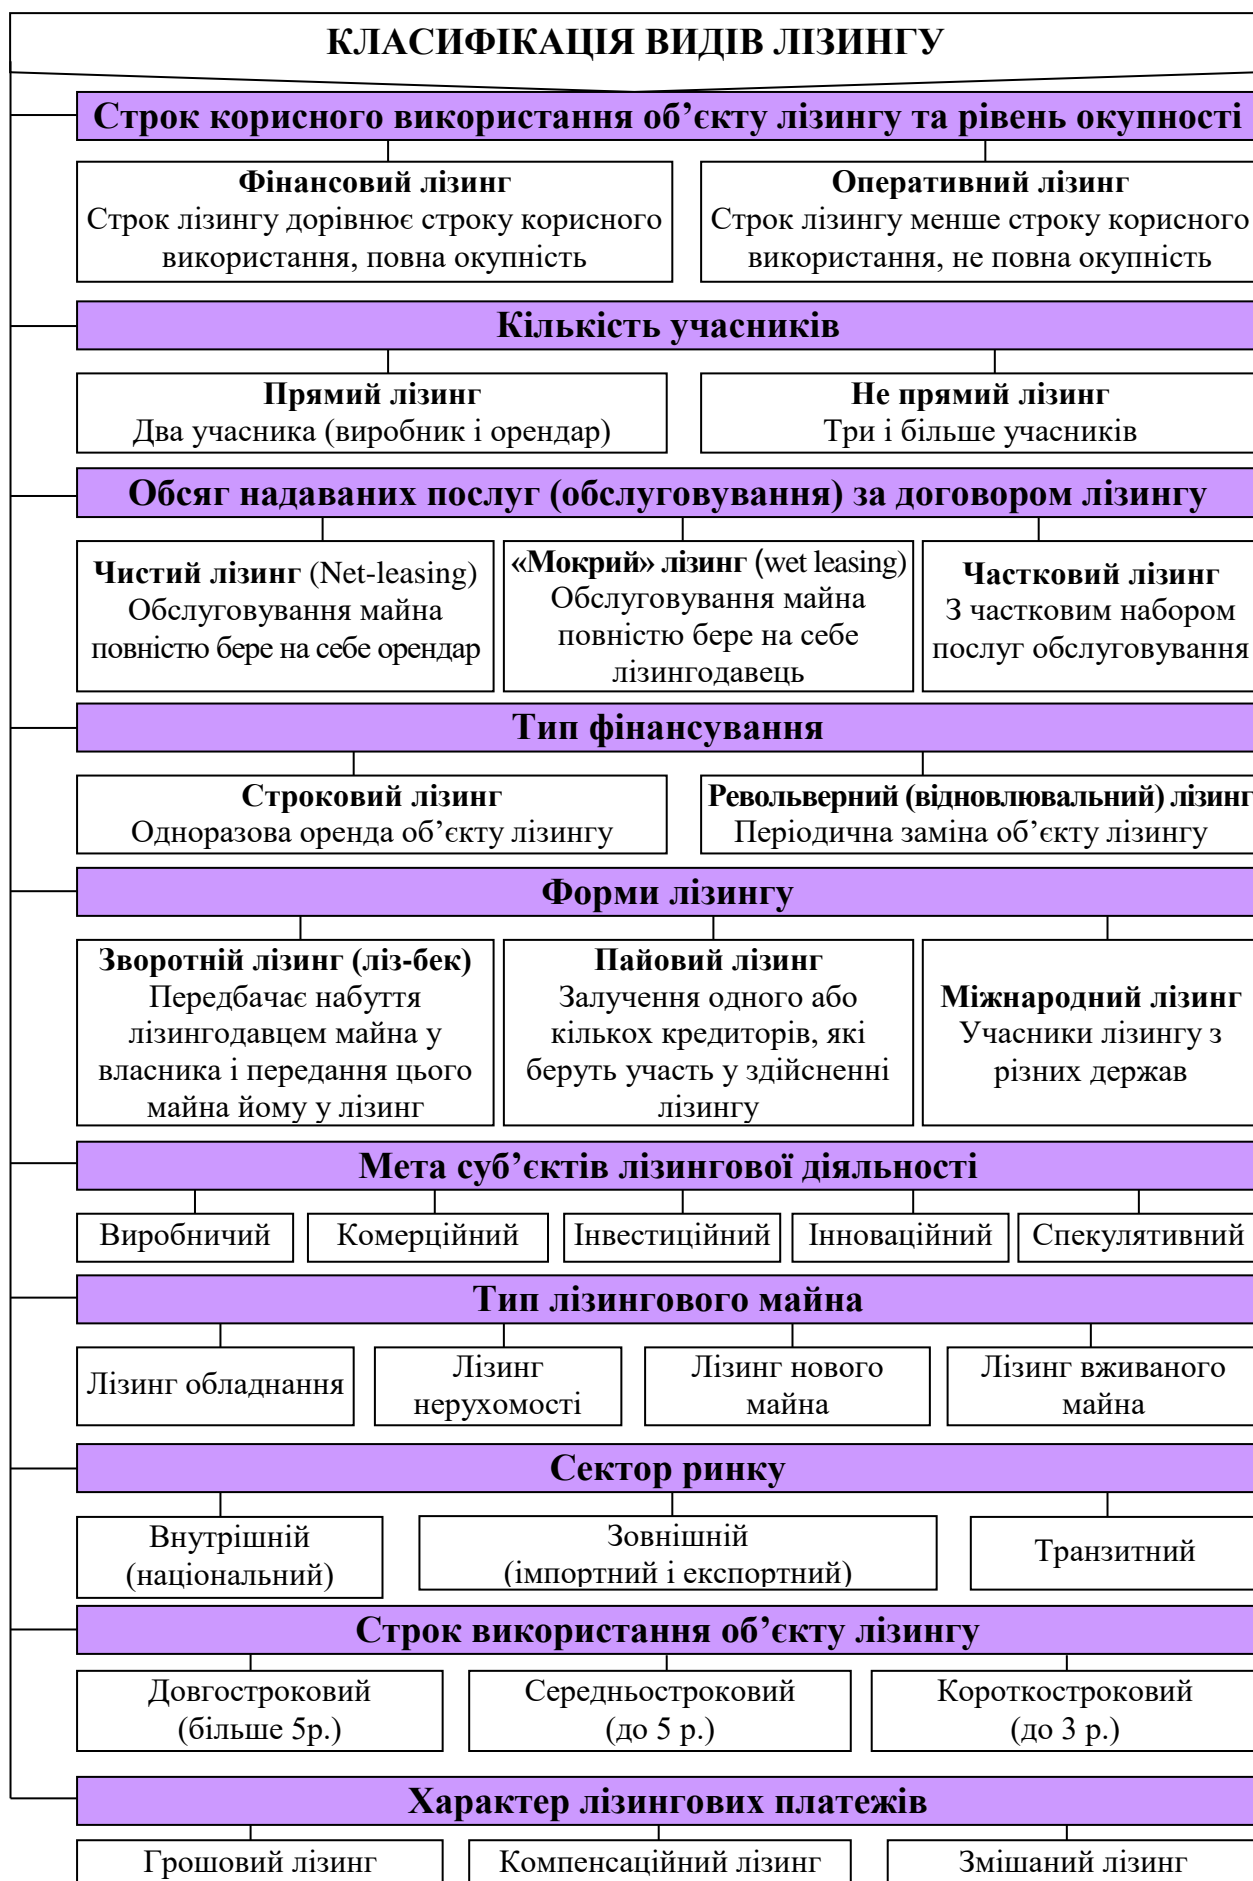 КЛАСИФІКАЦІЯ ВИДІВ ЛІЗИНГУ
Строк корисного використання об’єкту лізингу та рівень окупності
Фінансовий лізинг
Строк лізингу дорівнює строку корисного
використання, повна окупність
Оперативний лізинг
Строк лізингу менше строку корисного
використання, не повна окупність
Кількість учасників
Прямий лізинг
Два учасника (виробник і орендар)
Не прямий лізинг
Три і більше учасників
Обсяг надаваних послуг (обслуговування) за договором лізингу
Чистий лізинг (Net-leasing)
Обслуговування майна
повністю бере на себе орендар
«Мокрий» лізинг (wet leasing)
Обслуговування майна
повністю бере на себе
лізингодавець
Частковий лізинг
З частковим набором
послуг обслуговування
Тип фінансування
Строковий лізинг
Одноразова оренда об’єкту лізингу
Револьверний (відновлювальний) лізинг
Періодична заміна об’єкту лізингу
Форми лізингу
Зворотній лізинг (ліз-бек)
Передбачає набуття
лізингодавцем майна у
власника і передання цього
майна йому у лізинг
Пайовий лізинг
Залучення одного або
кількох кредиторів, які
беруть участь у здійсненні
лізингу
Міжнародний лізинг
Учасники лізингу з
різних держав
Мета суб’єктів лізингової діяльності
Виробничий
Комерційний
Інвестиційний
Інноваційний
Спекулятивний
Тип лізингового майна
Лізинг обладнання
Лізинг
нерухомості
Лізинг нового
майна
Лізинг вживаного
майна
Сектор ринку
Внутрішній
(національний)
Зовнішній
(імпортний і експортний)
Транзитний
Строк використання об’єкту лізингу
Довгостроковий
(більше 5р.)
Середньостроковий
(до 5 р.)
Короткостроковий
(до 3 р.)
Характер лізингових платежів
Грошовий лізинг
Компенсаційний лізинг
Змішаний лізинг